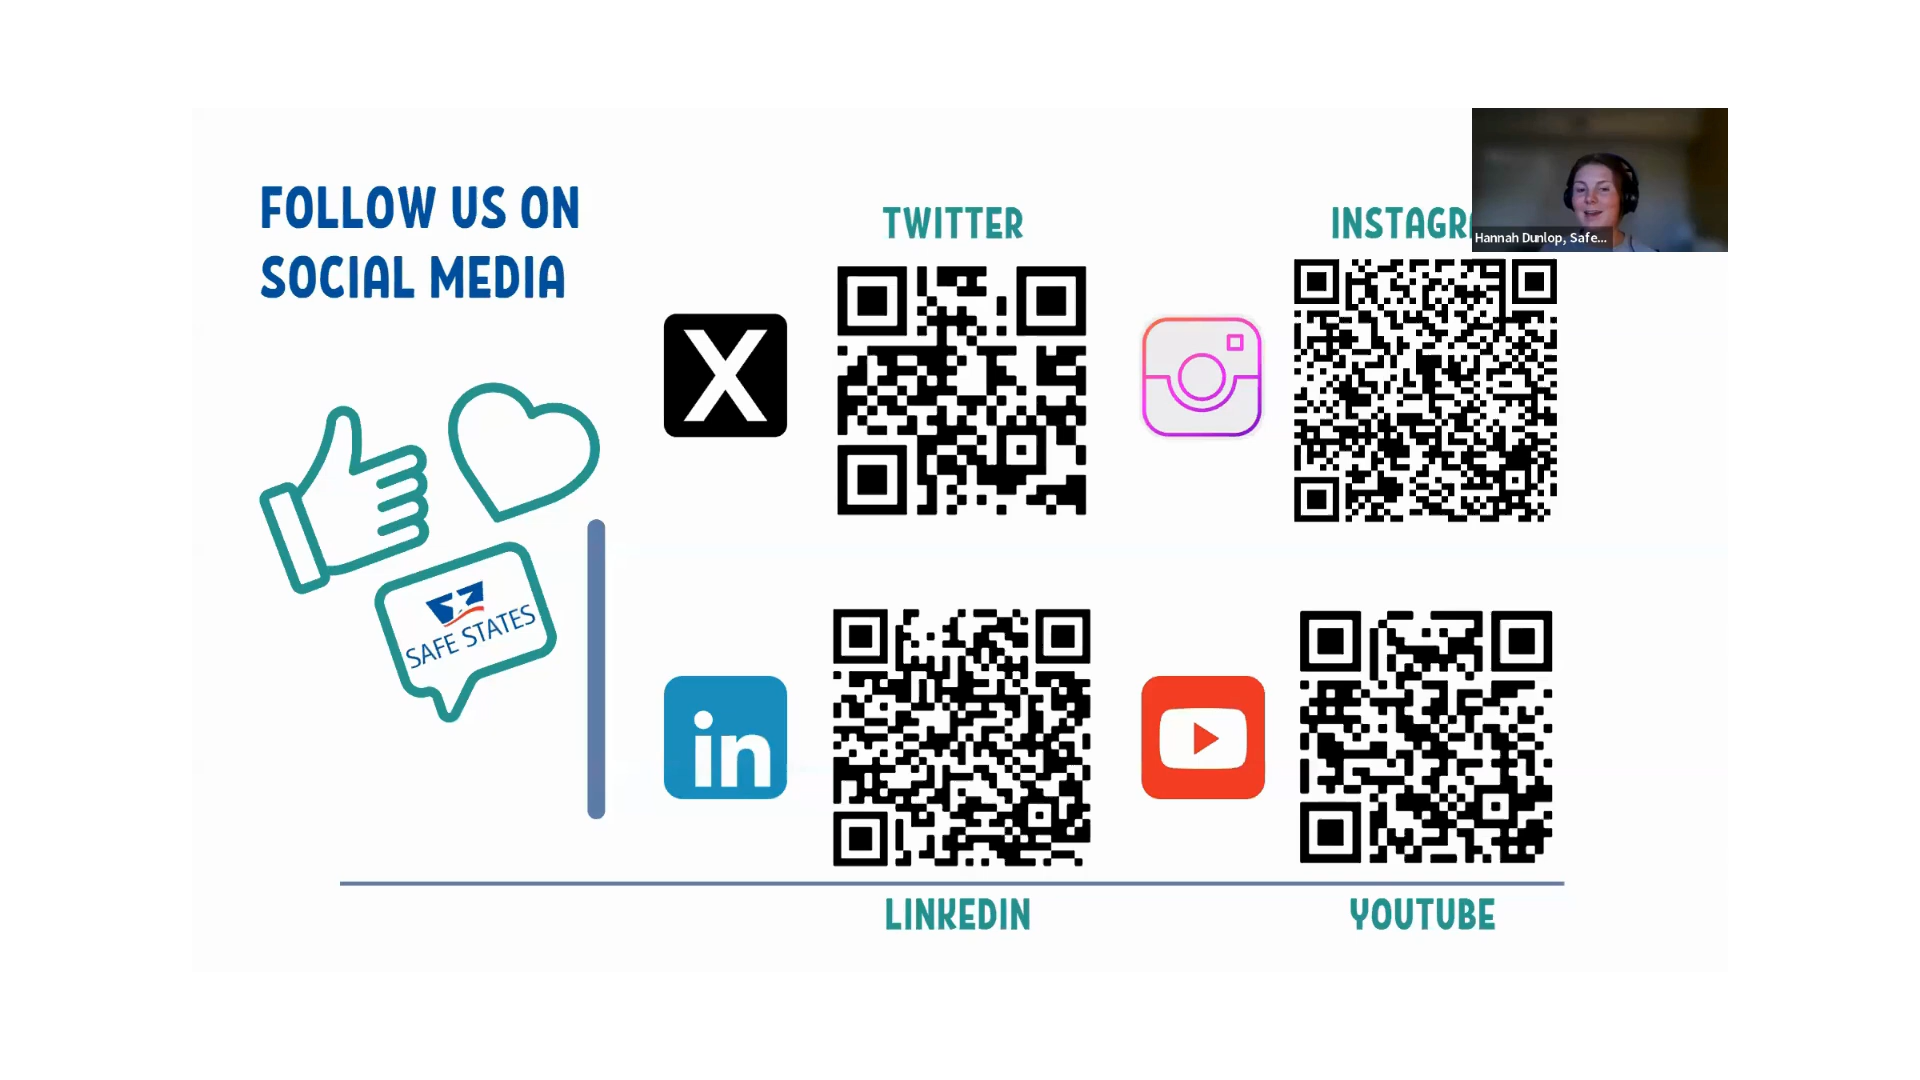 FOLLOW US ON
SOCIAL MEDIA
TWITTER
INSTAGR
Hannah Dunlop, Safe...
X
SAFE STATES
in
LINKEDIN
YOUTUBE